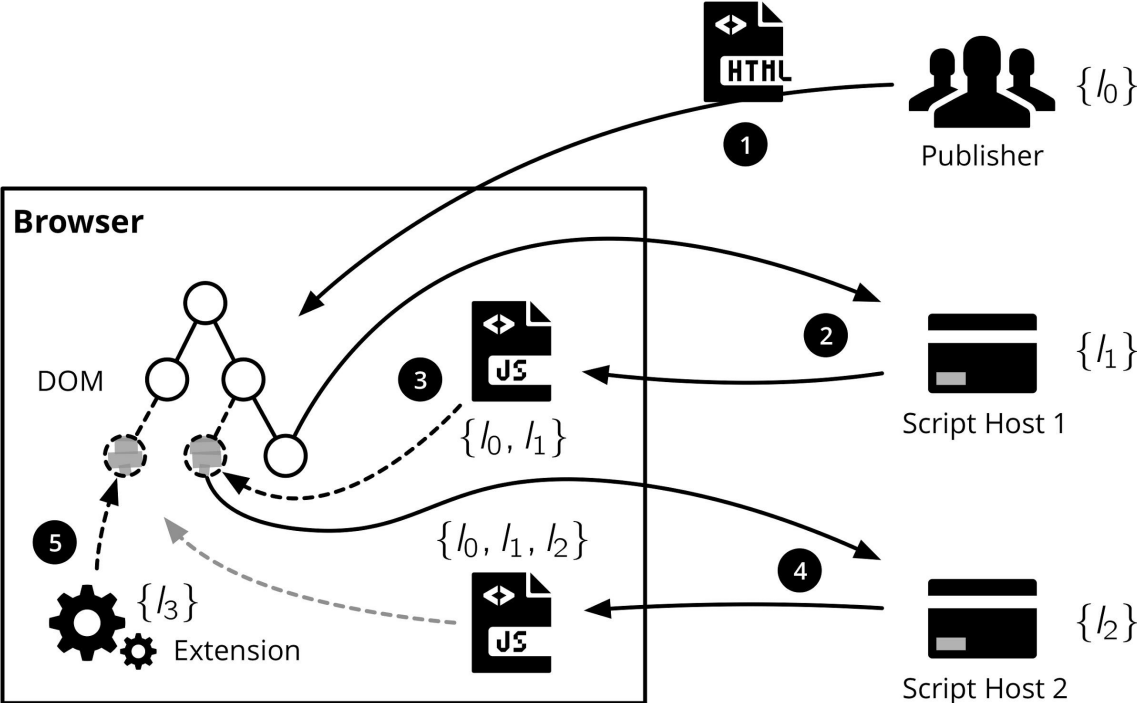 <> HTML
{l₀}
1
Publisher
Browser
<> JS
2
{l₁}
3
DOM
Script Host 1
{l₀, l₁}
{l₀, l₁, l₂}
5
4
{l₃}
<> JS
{l₂}
Extension
Script Host 2